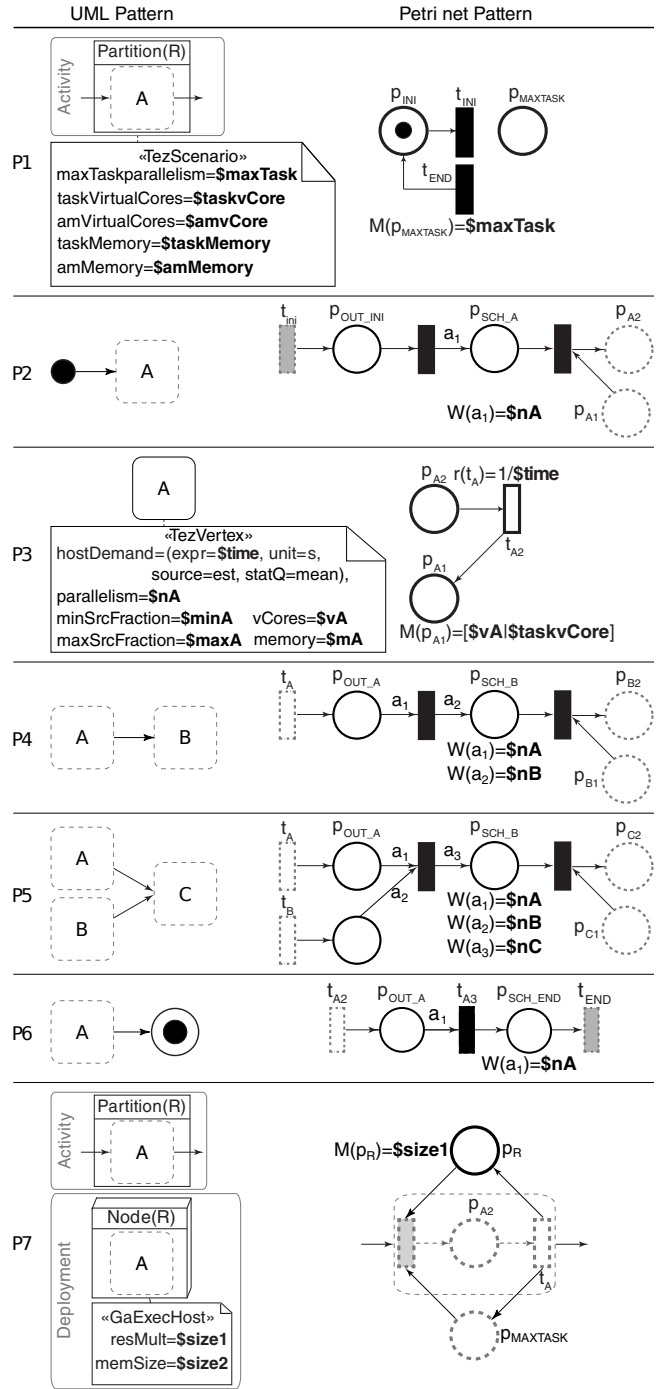 UML Pattern
Petri net Pattern
P1
Activity
Partition(R)
A
«TezScenario»
maxTaskparallelism=$maxTask
taskVirtualCores=$taskvCore
amVirtualCores=$amvCore
taskMemory=$taskMemory
amMemory=$amMemory
pINI
tINI
pMAXTASK
tEND
M(pMAXTASK)=$maxTask
P2
A
tini
pOUT_INI
a1
pSCH_A
pA2
W(a1)=$nA
pA1
P3
A
«TezVertex»
hostDemand=(expr=$time, unit=s,
source=est, statQ=mean),
parallelism=$nA
minSrcFraction=$minA vCores=$vA
maxSrcFraction=$maxA memory=$mA
pA2 r(tA)=1/$time
tA2
pA1
M(pA1)=[$vA|$taskvCore]
P4
A
B
tA
pOUT_A
a1
a2
pSCH_B
pB2
W(a1)=$nA
W(a2)=$nB
pB1
P5
A
B
C
tA
pOUT_A
a1
a3
pSCH_B
pC2
tB
a2
W(a1)=$nA
W(a2)=$nB
W(a3)=$nC
pC1
P6
A
tA2
pOUT_A
a1
tA3
pSCH_END
tEND
W(a1)=$nA
P7
Activity
Partition(R)
A
Deployment
Node(R)
A
«GaExecHost»
resMult=$size1
memSize=$size2
M(pR)=$size1
pR
pA2
tA
pMAXTASK